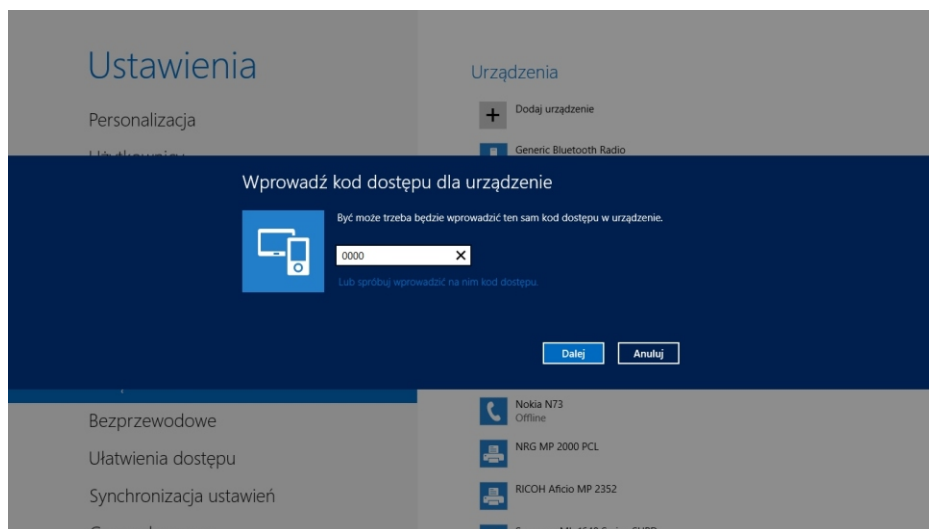 Ustawienia
Personalizacja
Urządzenia
Dodaj urządzenie
Generic Bluetooth Radio
Wprowadź kod dostępu dla urządzenie
Być może trzeba będzie wprowadzić ten sam kod dostępu w urządzenie.
0000
Lub spróbuj wprowadzić na nim kod dostępu.
Dalej
Anuluj
Bezprzewodowe
Ułatwienia dostępu
Synchronizacja ustawień
Nokia N73
Offline
NRG MP 2000 PCL
RICOH Aficio MP 2352